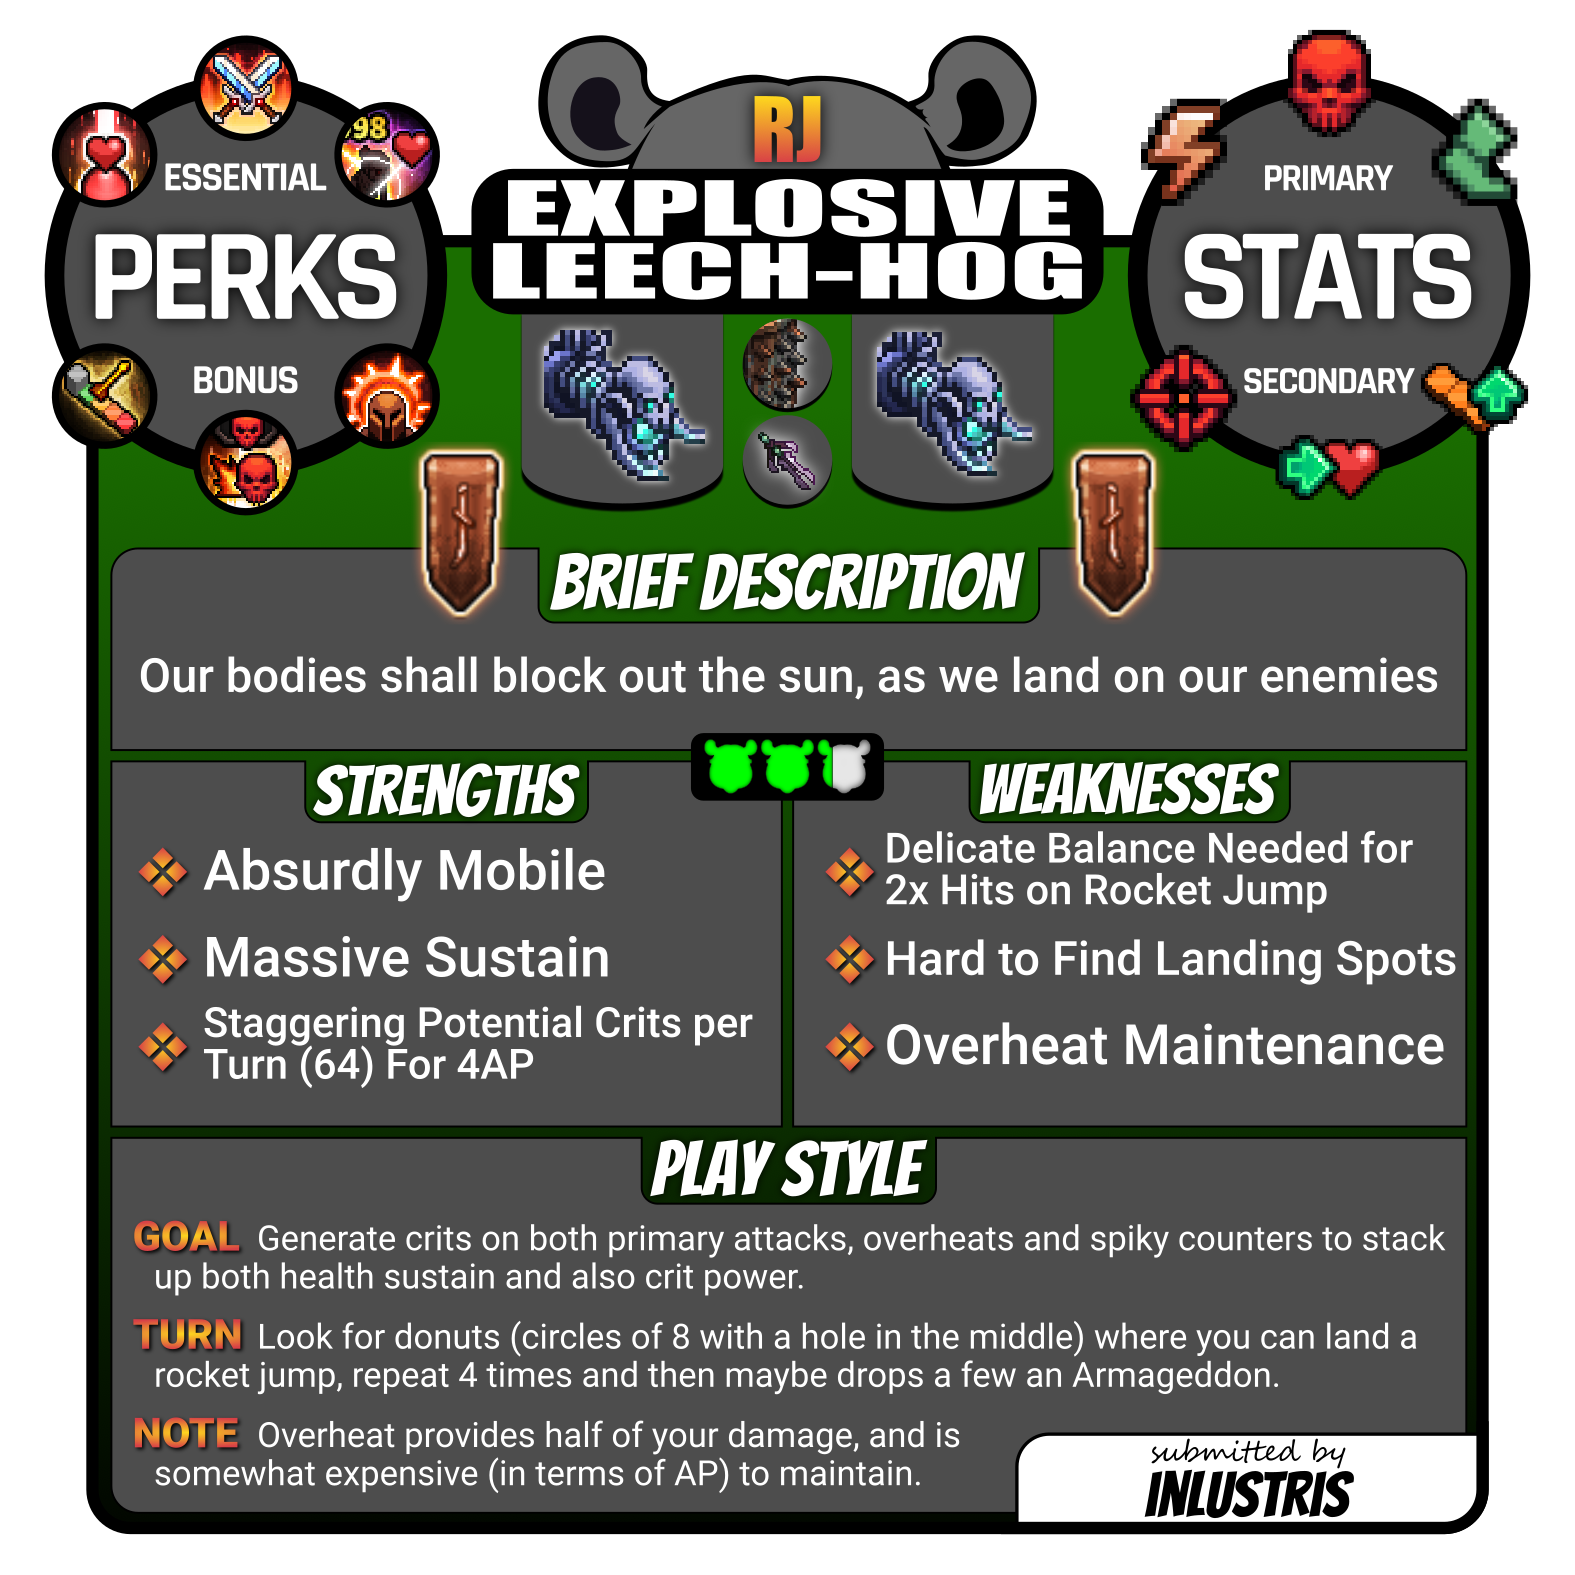 RJ
EXPLOSIVE
LEECH-HOG
98
ESSENTIAL
PERKS
BONUS
PRIMARY
STATS
SECONDARY
BRIEF DESCRIPTION
Our bodies shall block out the sun, as we land on our enemies
STRENGTHS
Absurdly Mobile
Massive Sustain
Staggering Potential Crits per
Turn (64) For 4AP
WEAKNESSES
Delicate Balance Needed for
2x Hits on Rocket Jump
Hard to Find Landing Spots
Overheat Maintenance
PLAY STYLE
GOAL Generate crits on both primary attacks, overheats and spiky counters to stack
up both health sustain and also crit power.
TURN Look for donuts (circles of 8 with a hole in the middle) where you can land a
rocket jump, repeat 4 times and then maybe drops a few an Armageddon.
NOTE Overheat provides half of your damage, and is
somewhat expensive (in terms of AP) to maintain.
submitted by
INLUSTRIS